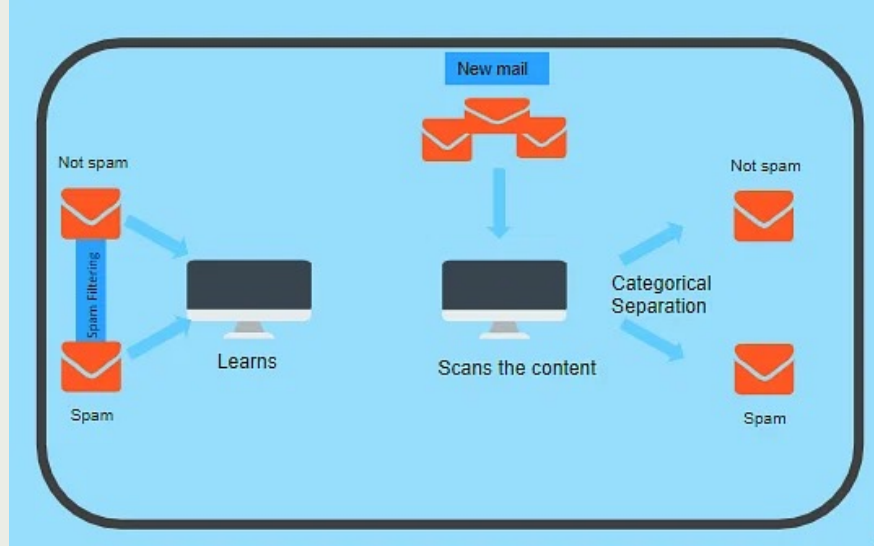 New mail
Not spam
Spam Filtering
Spam
Learns
Scans the content
Categorical
Separation
Not spam
Spam